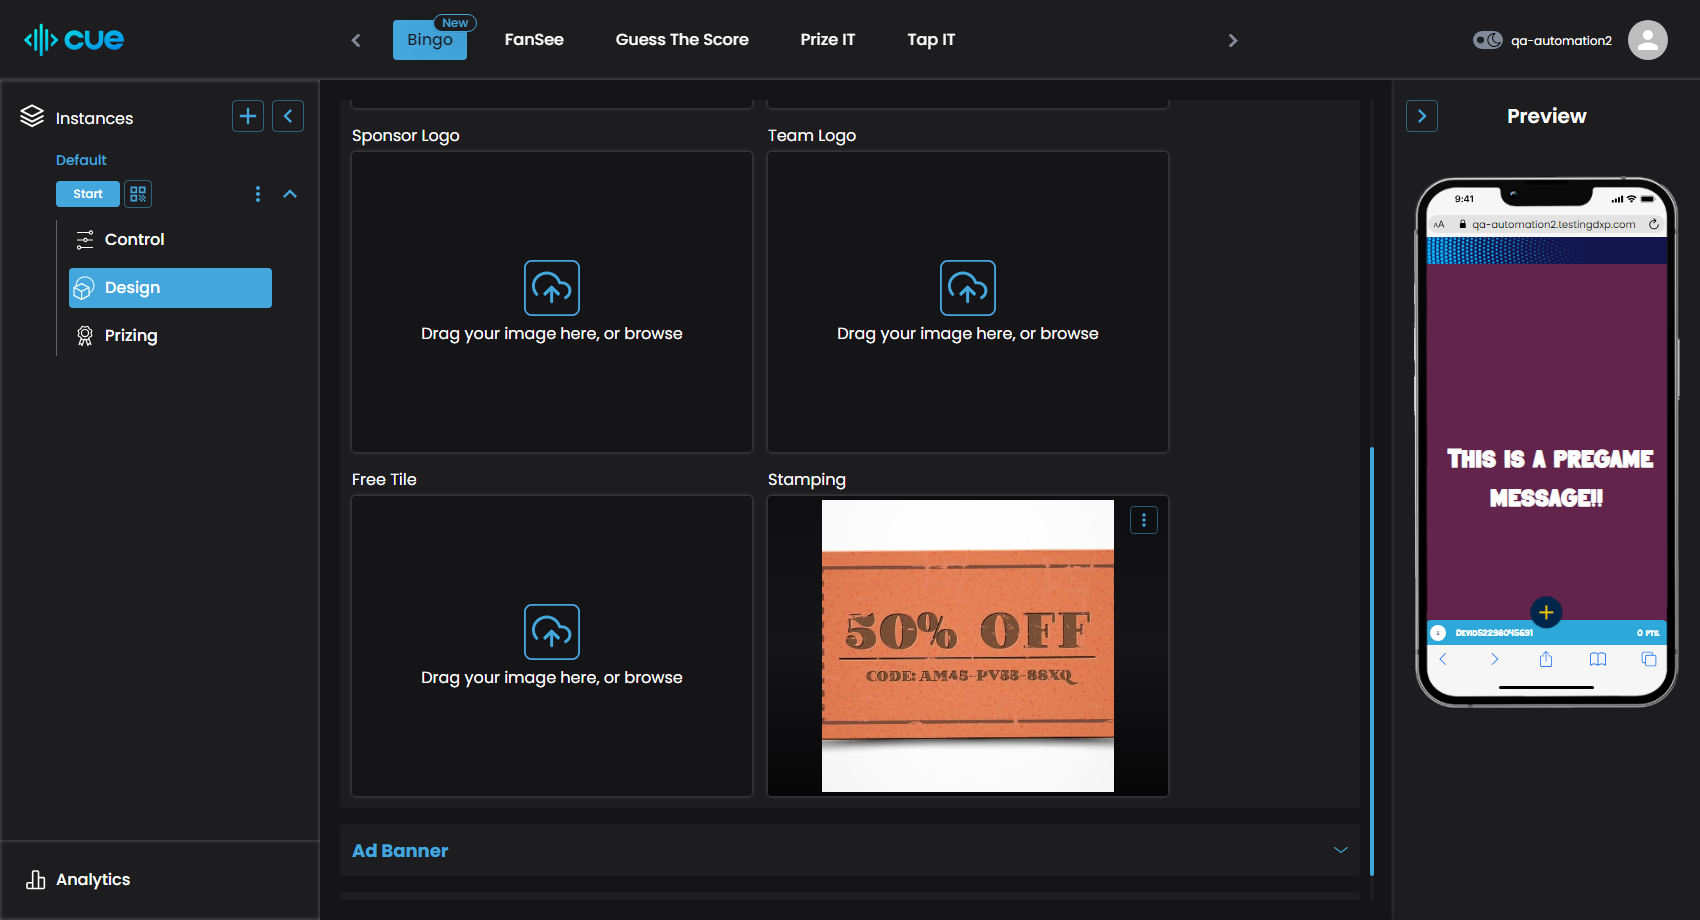 cue
Bingo
New
FanSee
Guess The Score
Prize IT
Tap IT
qa-automation2
Instances
Default
Start
Control
Design
Prizing
Analytics
Sponsor Logo
Team Logo
Drag your image here, or browse
Drag your image here, or browse
Free Tile
Stamping
Drag your image here, or browse
50% OFF
CODE: AM45-PV33-88XQ
Ad Banner
Preview
9:41
AA qa-automation2.testingdxp.com
THIS IS A PREGAME
MESSAGE!!
0 PTS.